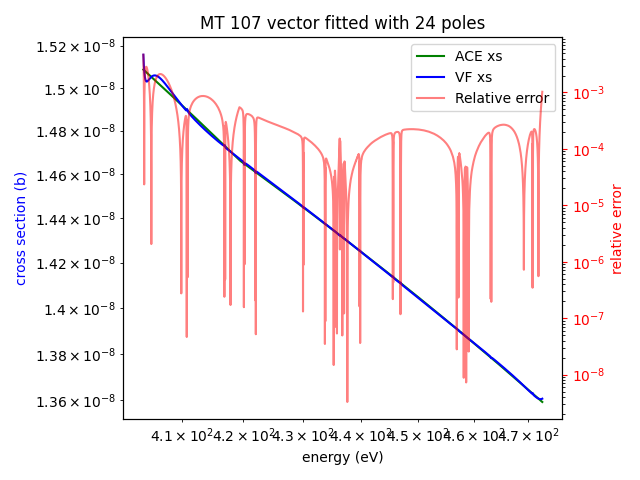 MT 107 vector fitted with 24 poles
ACE xs
VF xs
Relative error
cross section (b)
1.52 × 10⁻⁸
1.5 × 10⁻⁸
1.48 × 10⁻⁸
1.46 × 10⁻⁸
1.44 × 10⁻⁸
1.42 × 10⁻⁸
1.4 × 10⁻⁸
1.38 × 10⁻⁸
1.36 × 10⁻⁸
10⁻³
10⁻⁴
10⁻⁵
10⁻⁶
10⁻⁷
10⁻⁸
relative error
4.1 × 10² 4.2 × 10² 4.3 × 10² 4.4 × 10² 4.5 × 10² 4.6 × 10² 4.7 × 10²
energy (eV)